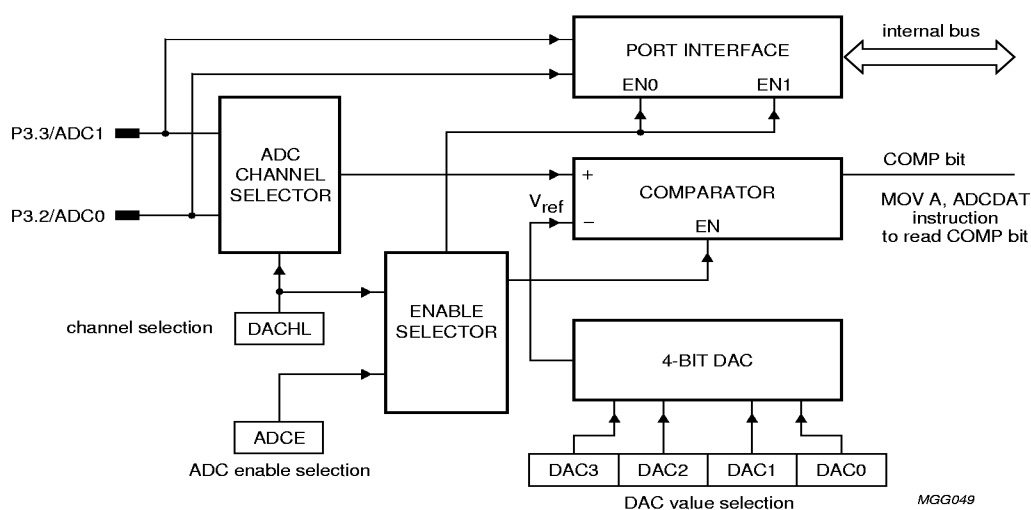 internal bus
PORT INTERFACE
EN0 EN1
P3.3/ADC1
ADC
CHANNEL
SELECTOR
COMP bit
+
COMPARATOR
Vref
MOV A, ADCDAT
instruction
to read COMP bit
P3.2/ADC0
−
EN
ENABLE
SELECTOR
channel selection
DACHL
4-BIT DAC
ADCE
ADC enable selection
DAC3 DAC2 DAC1 DAC0
DAC value selection
MGG049